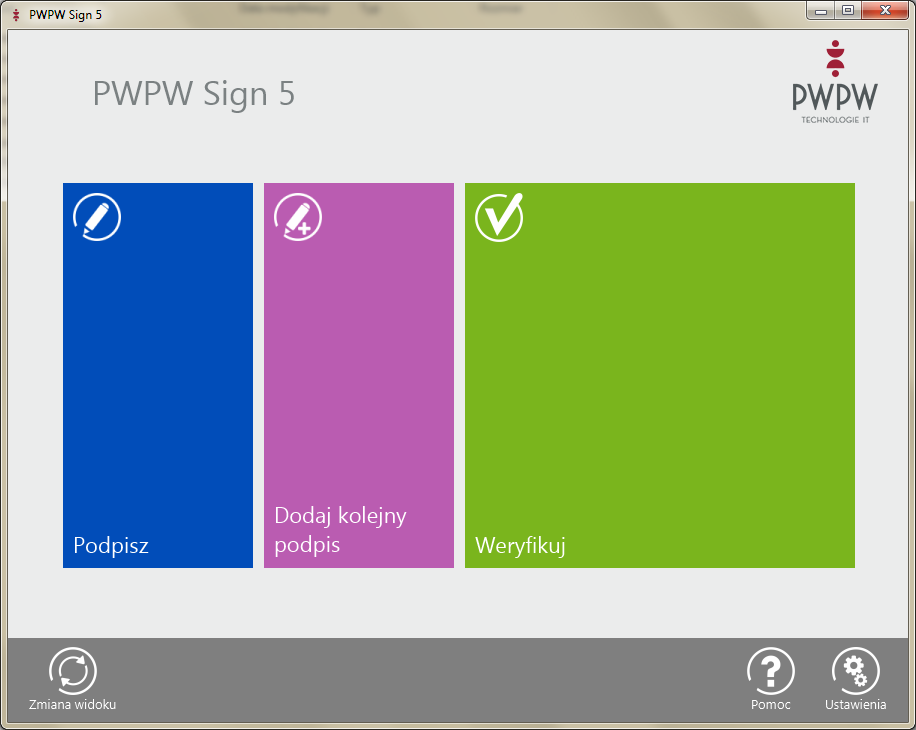 PWPW Sign 5
PWPW Sign 5
PWPW
TECHNOLOGIE IT
Podpisz
Dodaj kolejny
podpis
Weryfikuj
Zmiana widoku
Pomoc
Ustawienia